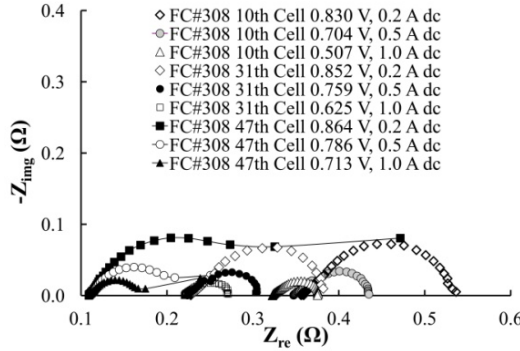 0.4
0.3
0.2
0.1
0.0
-Zimg (Ω)
FC#308 10th Cell 0.830 V, 0.2 A dc
FC#308 10th Cell 0.704 V, 0.5 A dc
FC#308 10th Cell 0.507 V, 1.0 A dc
FC#308 31th Cell 0.852 V, 0.2 A dc
FC#308 31th Cell 0.759 V, 0.5 A dc
FC#308 31th Cell 0.625 V, 1.0 A dc
FC#308 47th Cell 0.864 V, 0.2 A dc
FC#308 47th Cell 0.786 V, 0.5 A dc
FC#308 47th Cell 0.713 V, 1.0 A dc
0.1 0.2 0.3 0.4 0.5 0.6
Zre (Ω)